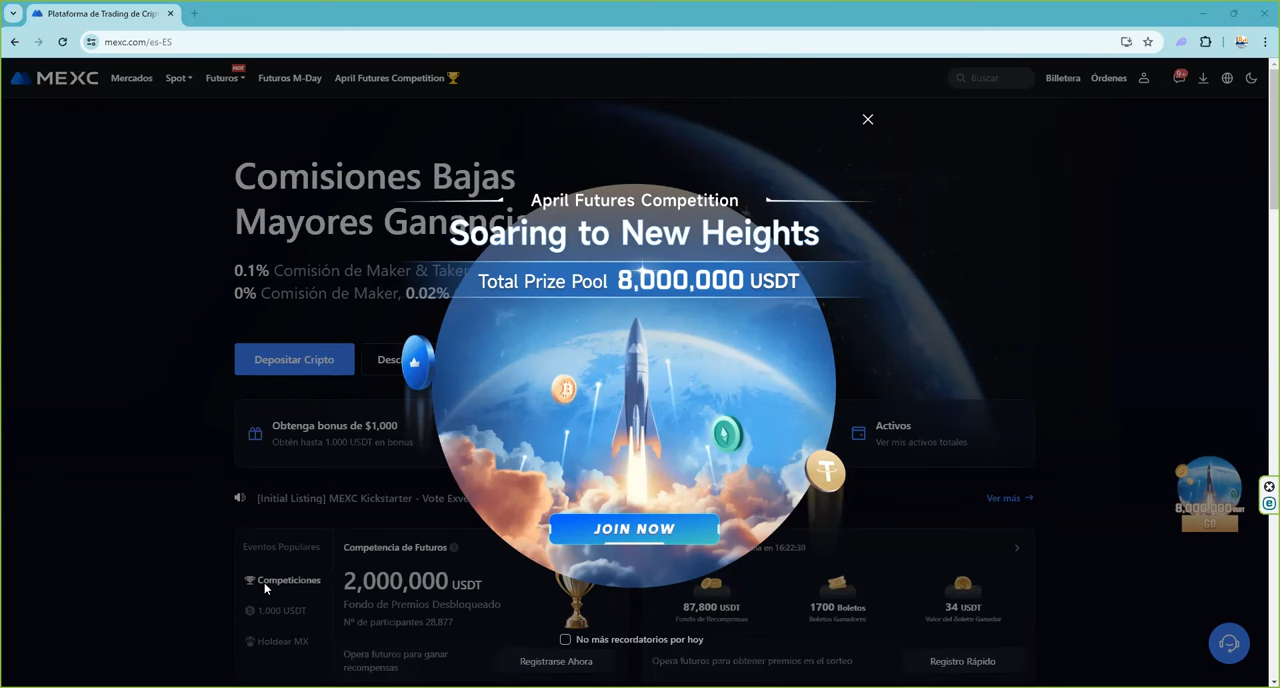 Plataforma de Trading de Crip
mexc.com/es-ES
MEXC
Mercados
Spot
Futuros
HOT
Futuros M-Day
April Futures Competition
Buscar
Billetera
Órdenes
9+
Comisiones Bajas
Mayores Gananci
0.1% Comisión de Maker & Taker
0% Comisión de Maker, 0.02%
Depositar Cripto
Desc
April Futures Competition
Soaring to New Heights
Total Prize Pool 8,000,000 USDT
JOIN NOW
Obtenga bonus de $1,000
Obtén hasta 1.000 USDT en bonus
Activos
Ver mis activos totales
[Initial Listing] MEXC Kickstarter - Vote
Ver más
8,000,000 USDT
GO
Eventos Populares
Competiciones
1,000 USDT
Holdear MX
Competencia de Futuros
2,000,000 USDT
Fondo de Premios Desbloqueado
Nº de participantes 28,877
Opera futuros para ganar
recompensas
Registrarse Ahora
en 16:22:30
87,800 USDT
Fondo de Recompensas
1700 Boletos
Boletos Ganadores
34 USDT
Valor del Boleto Ganador
Opera futuros para obtener premios en el sorteo
Registro Rápido
No más recordatorios por hoy